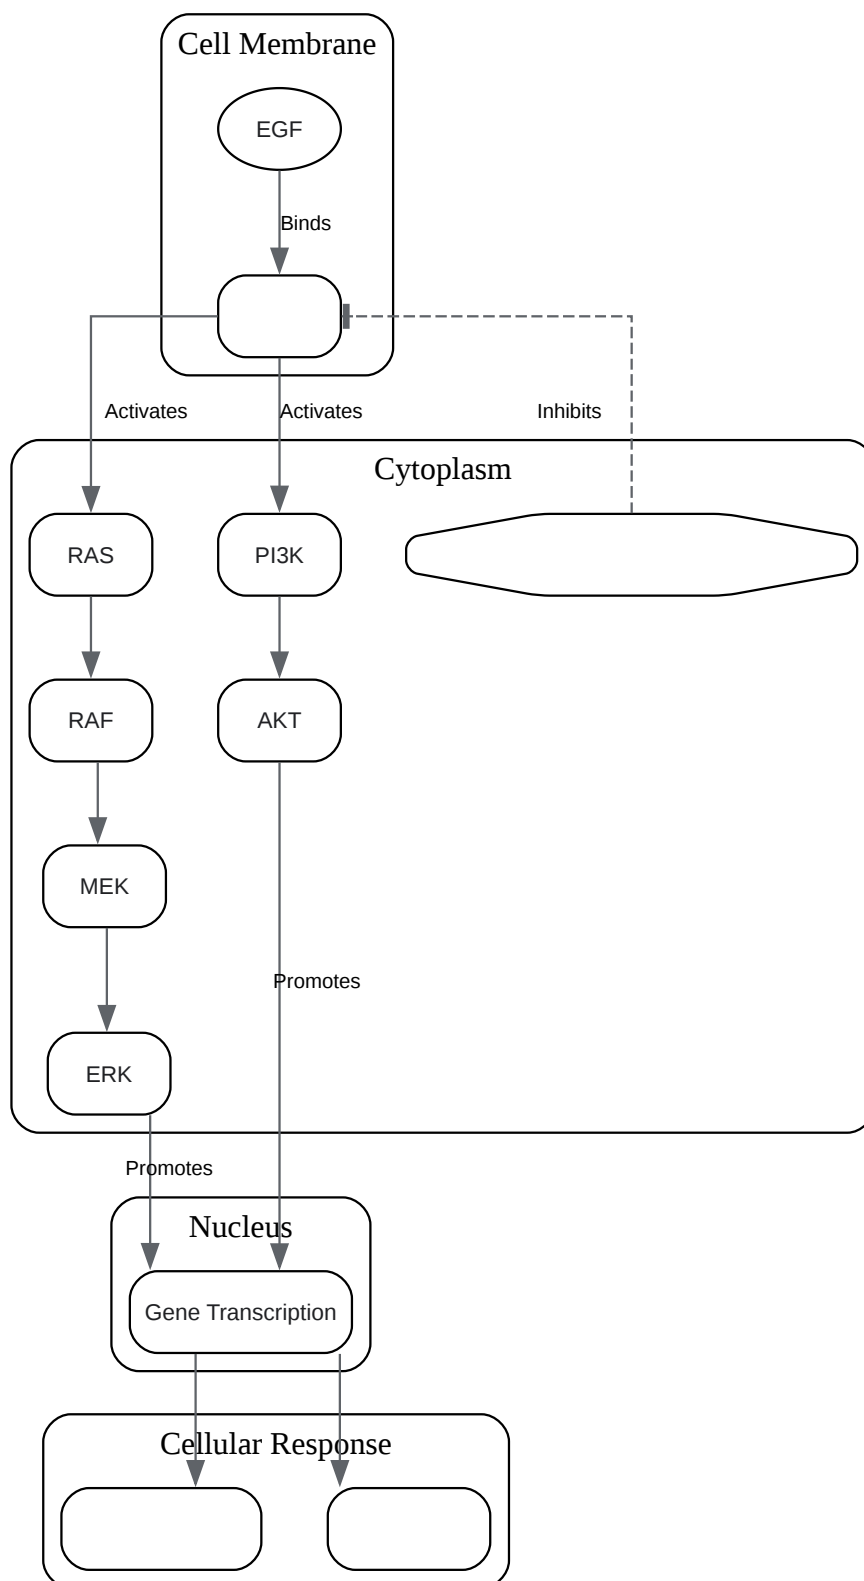 Cell Membrane
EGF
Binds
Activates
Activates
Inhibits
Cytoplasm
RAS
PI3K
RAF
AKT
MEK
Promotes
ERK
Promotes
Nucleus
Gene Transcription
Cellular Response